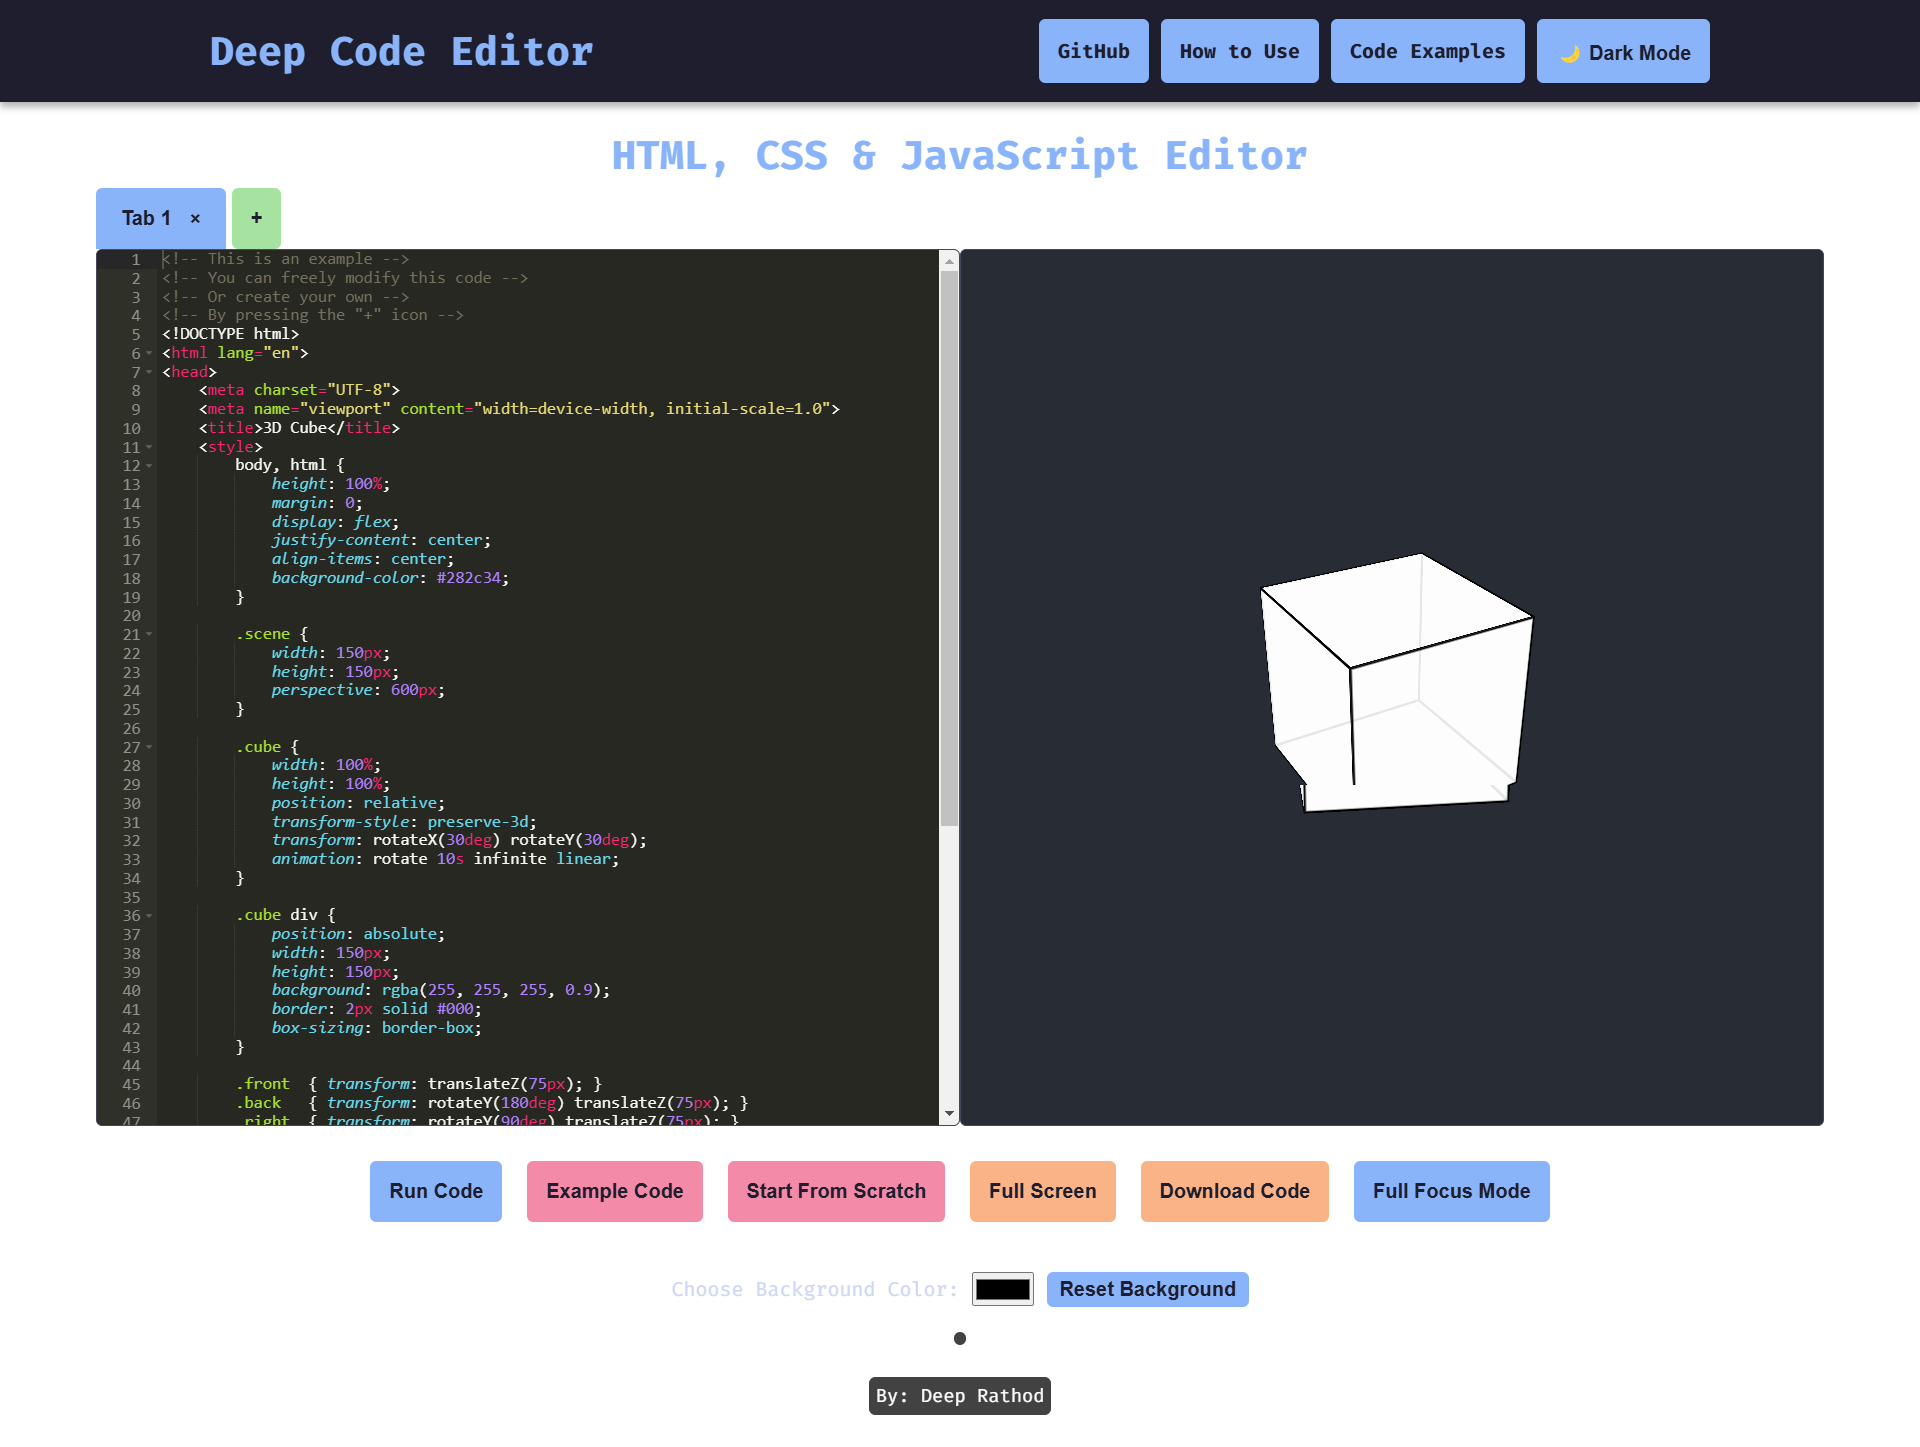 Deep Code Editor
GitHub
How to Use
Code Examples
🌙 Dark Mode
HTML, CSS & JavaScript Editor
Tab 1 ×
+
1 <!-- This is an example -->
2 <!-- You can freely modify this code -->
3 <!-- Or create your own -->
4 <!-- By pressing the "+" icon -->
5 <!DOCTYPE html>
6 <html lang="en">
7 <head>
8     <meta charset="UTF-8">
9     <meta name="viewport" content="width=device-width, initial-scale=1.0">
10     <title>3D Cube</title>
11     <style>
12         body, html {
13             height: 100%;
14             margin: 0;
15             display: flex;
16             justify-content: center;
17             align-items: center;
18             background-color: #282c34;
19         }
20
21         .scene {
22             width: 150px;
23             height: 150px;
24             perspective: 600px;
25         }
26
27         .cube {
28             width: 100%;
29             height: 100%;
30             position: relative;
31             transform-style: preserve-3d;
32             transform: rotateX(30deg) rotateY(30deg);
33             animation: rotate 10s infinite linear;
34         }
35
36         .cube div {
37             position: absolute;
38             width: 150px;
39             height: 150px;
40             background: rgba(255, 255, 255, 0.9);
41             border: 2px solid #000;
42             box-sizing: border-box;
43         }
44
45         .front  { transform: translateZ(75px); }
46         .back   { transform: rotateY(180deg) translateZ(75px); }
47         .right  { transform: rotateY(90deg) translateZ(75px); }
Run Code
Example Code
Start From Scratch
Full Screen
Download Code
Full Focus Mode
Choose Background Color:
Reset Background
By: Deep Rathod